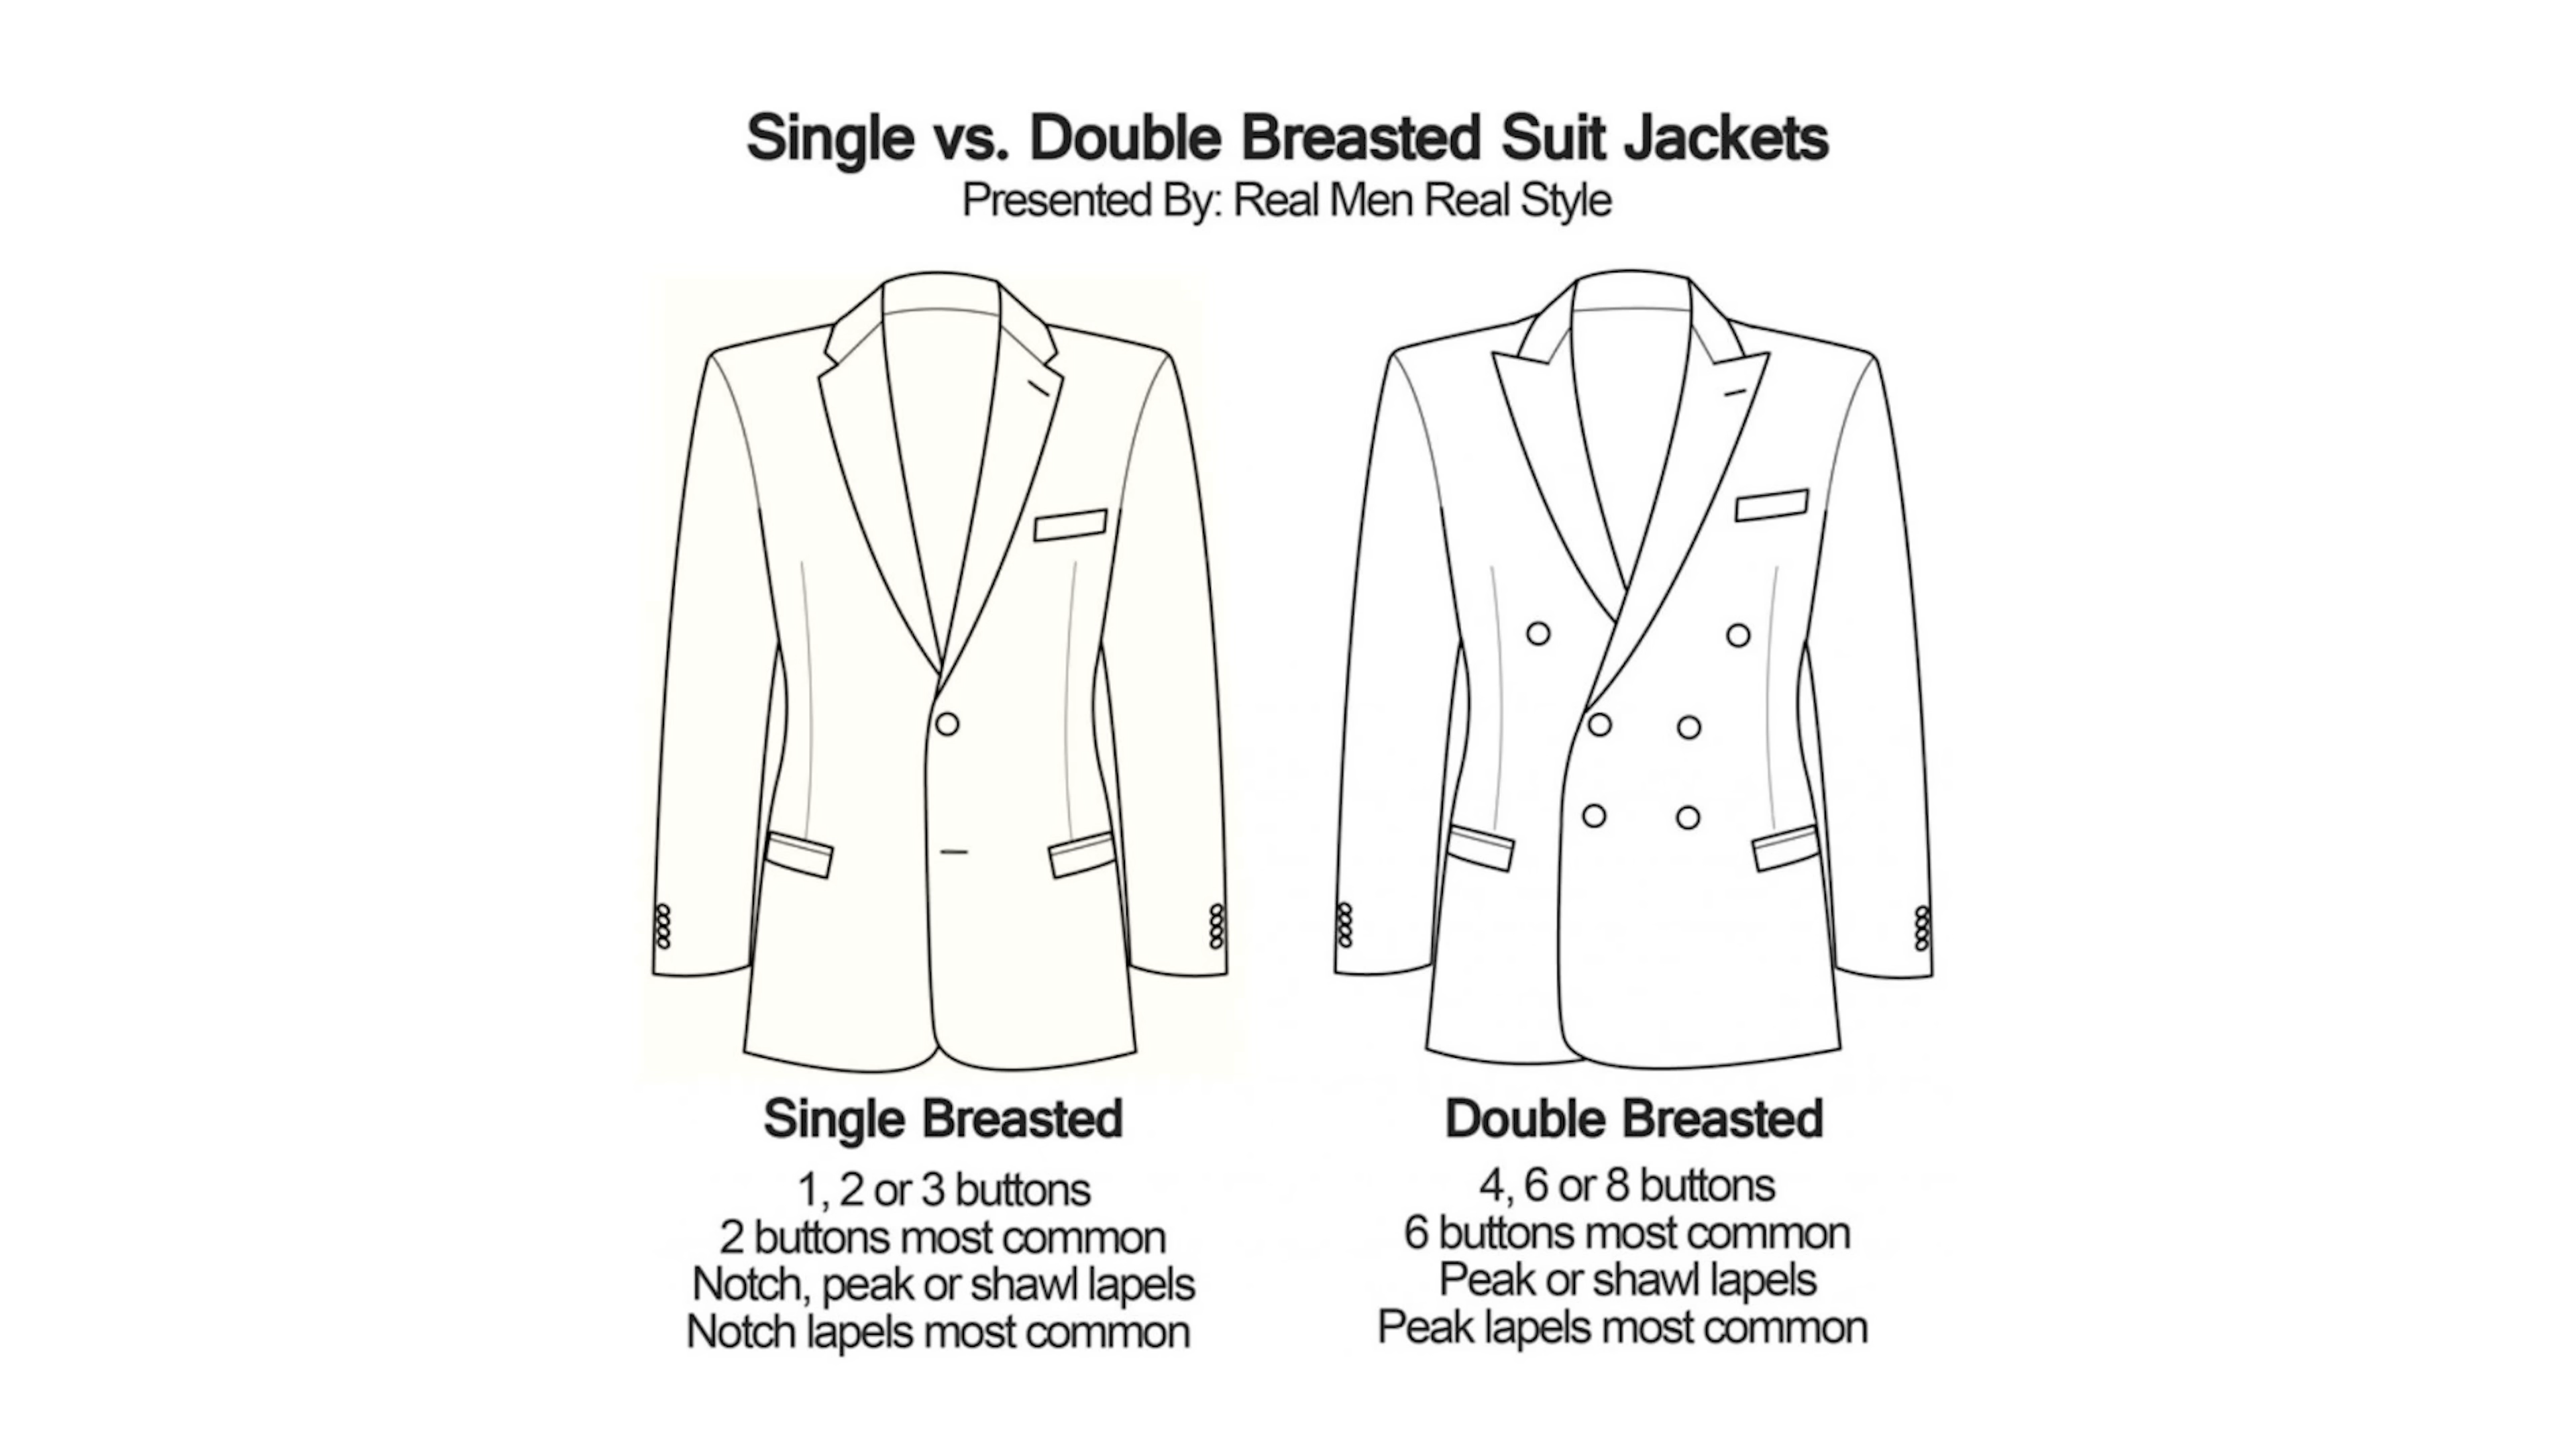 Single vs. Double Breasted Suit Jackets
Presented By: Real Men Real Style
Single Breasted
1, 2 or 3 buttons
2 buttons most common
Notch, peak or shawl lapels
Notch lapels most common
Double Breasted
4, 6 or 8 buttons
6 buttons most common
Peak or shawl lapels
Peak lapels most common